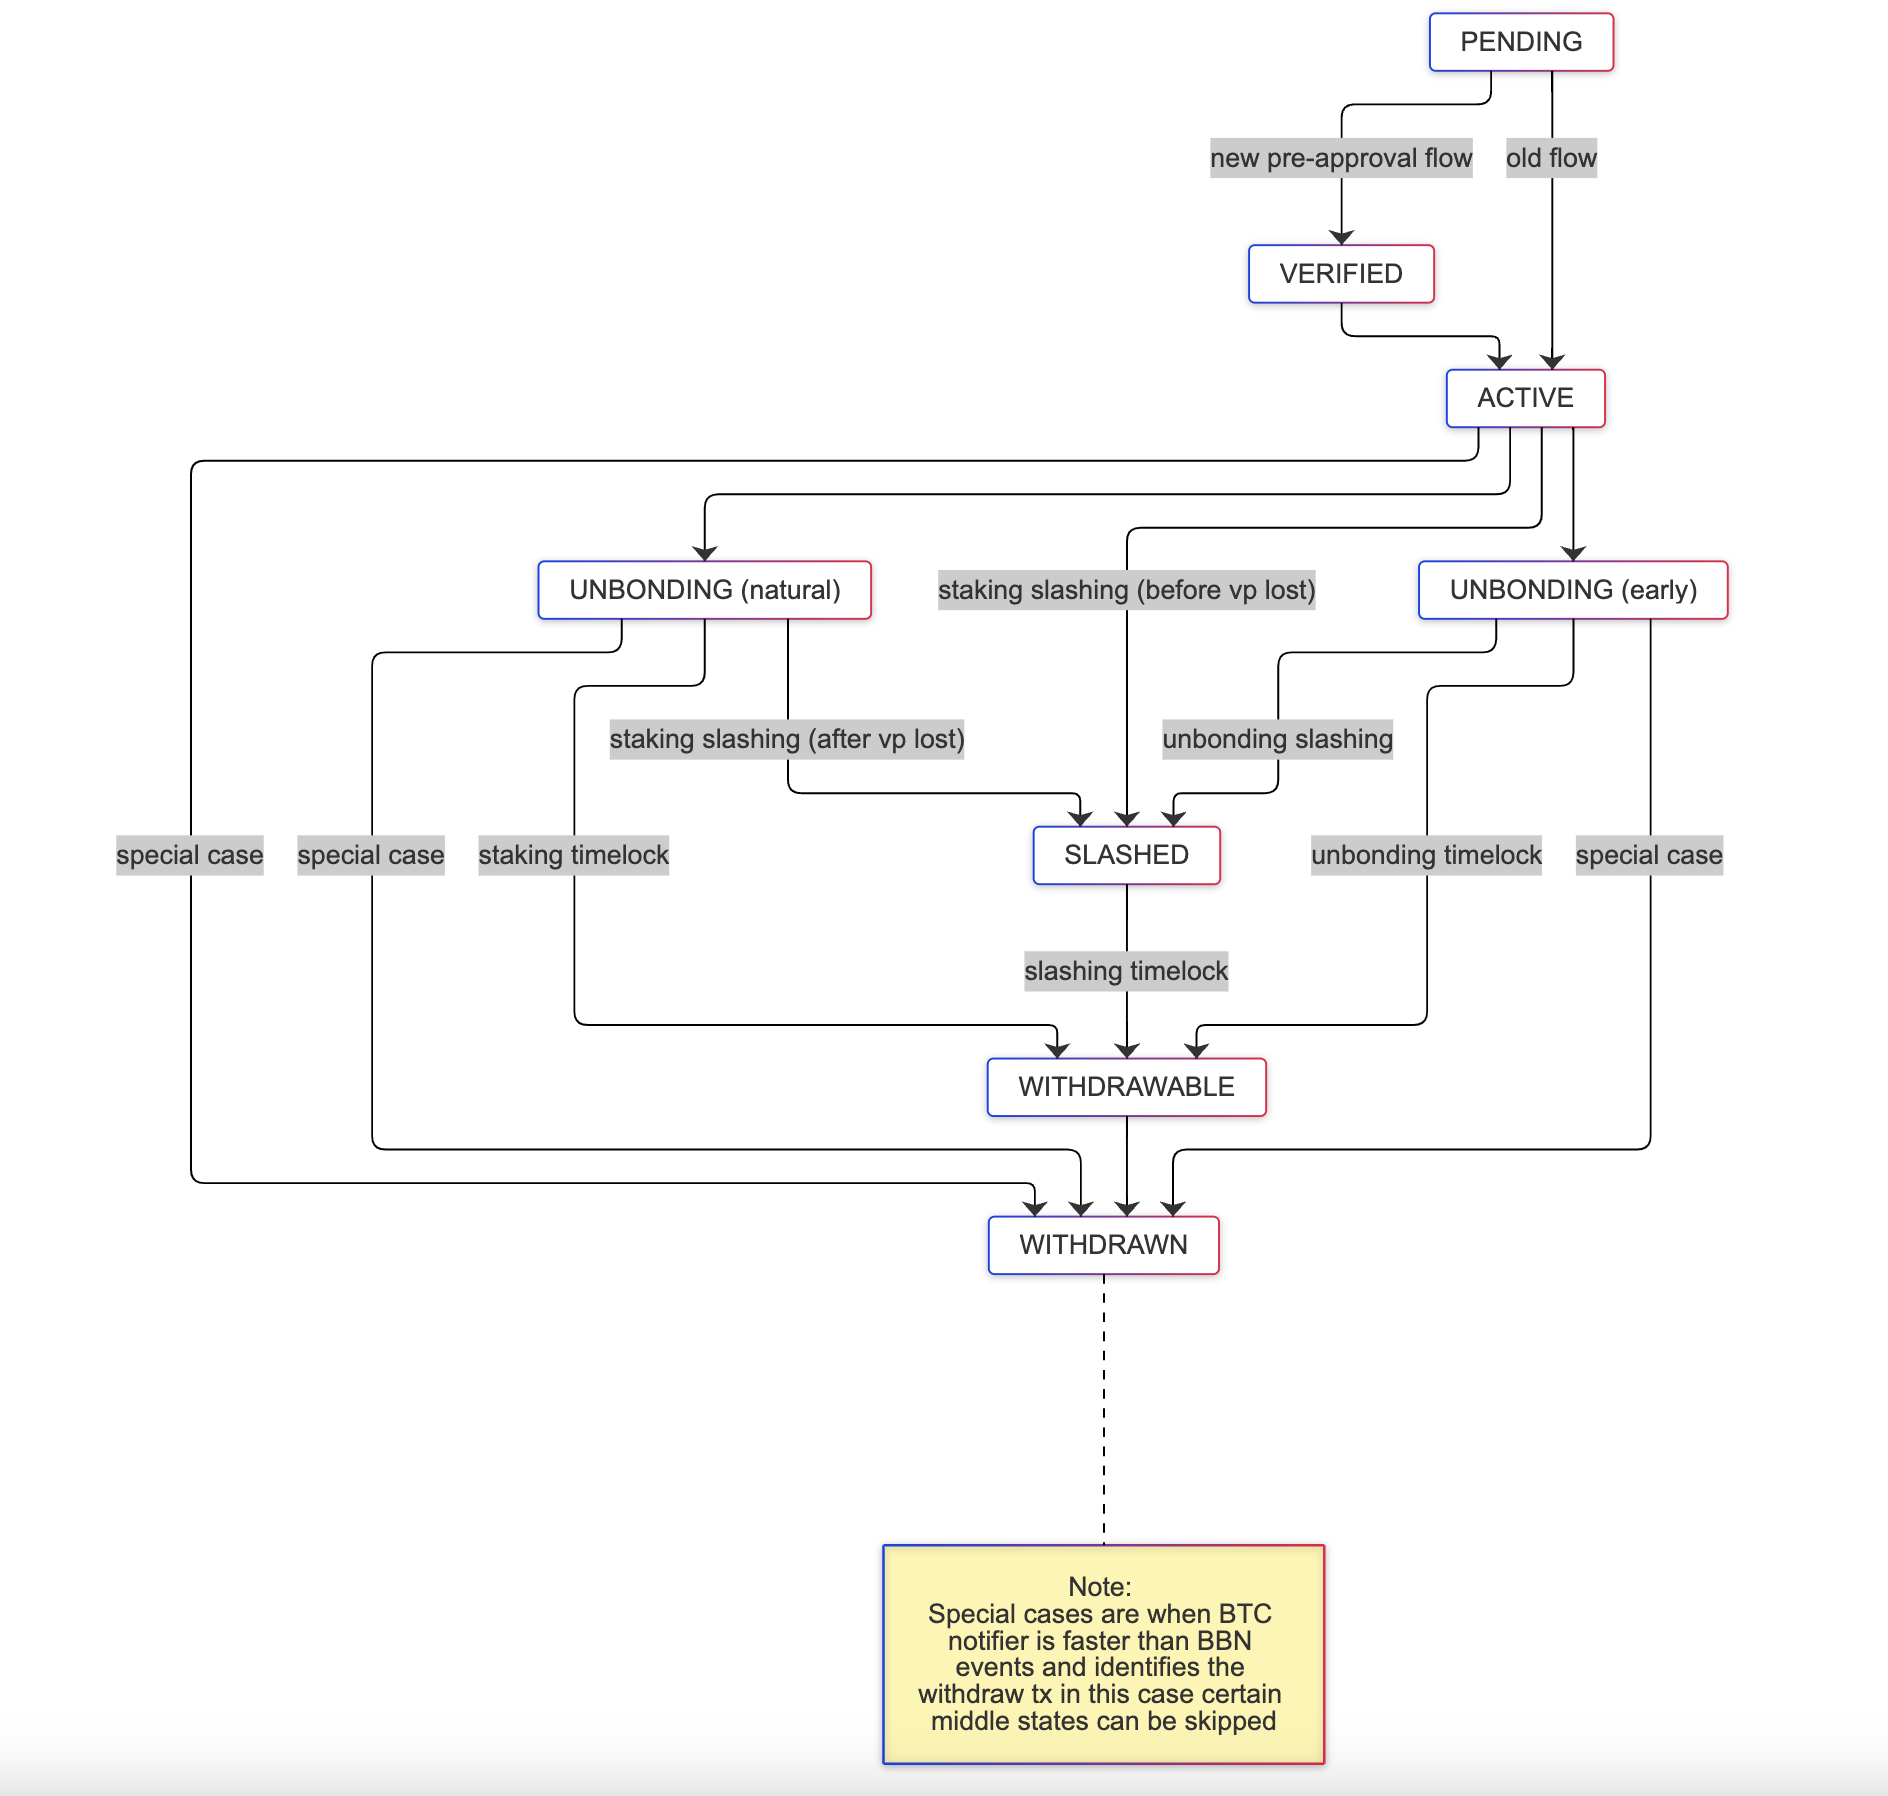 PENDING
new pre-approval flow
old flow
VERIFIED
ACTIVE
UNBONDING (natural)
staking slashing (before vp lost)
UNBONDING (early)
staking slashing (after vp lost)
unbonding slashing
special case
special case
staking timelock
SLASHED
unbonding timelock
special case
slashing timelock
WITHDRAWABLE
WITHDRAWN
Note:
Special cases are when BTC
notifier is faster than BBN
events and identifies the
withdraw tx in this case certain
middle states can be skipped